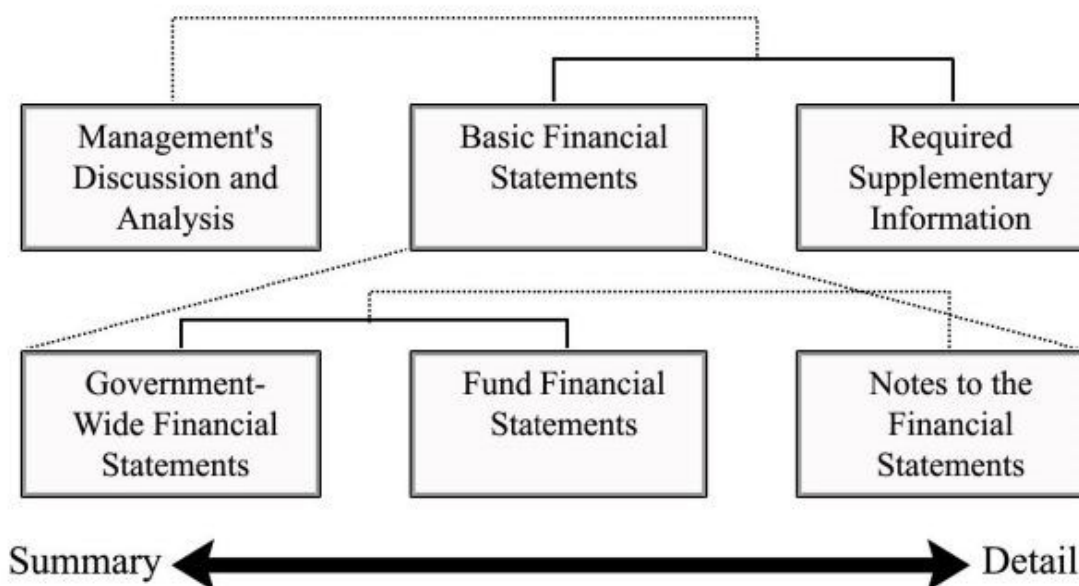 Management's
Discussion and
Analysis
Basic Financial
Statements
Required
Supplementary
Information
Government-
Wide Financial
Statements
Fund Financial
Statements
Notes to the
Financial
Statements
Summary
Detail